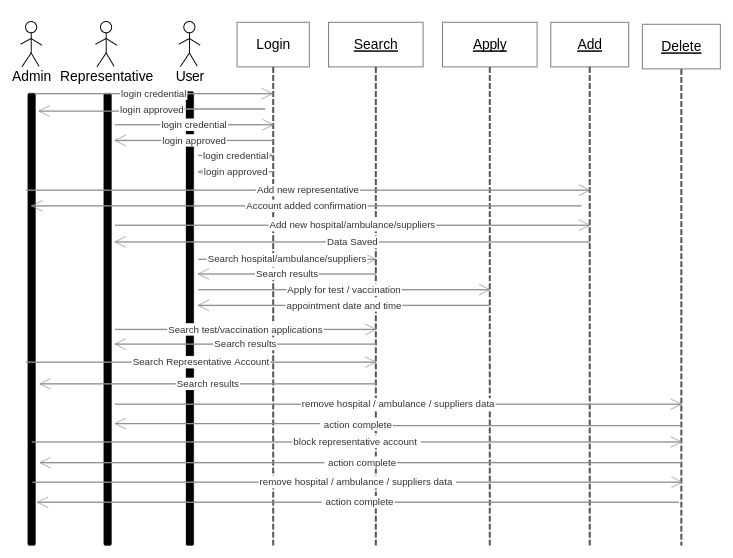 Login
Search
Apply
Add
Delete
Admin
Representative
User
login credential
login approved
login credential
login approved
login credential
login approved
Add new representative
Account added confirmation
Add new hospital/ambulance/suppliers
Data Saved
Search hospital/ambulance/suppliers
Search results
Apply for test / vaccination
appointment date and time
Search test/vaccination applications
Search results
Search Representative Account
Search results
remove hospital / ambulance / suppliers data
action complete
block representative account
action complete
remove hospital / ambulance / suppliers data
action complete